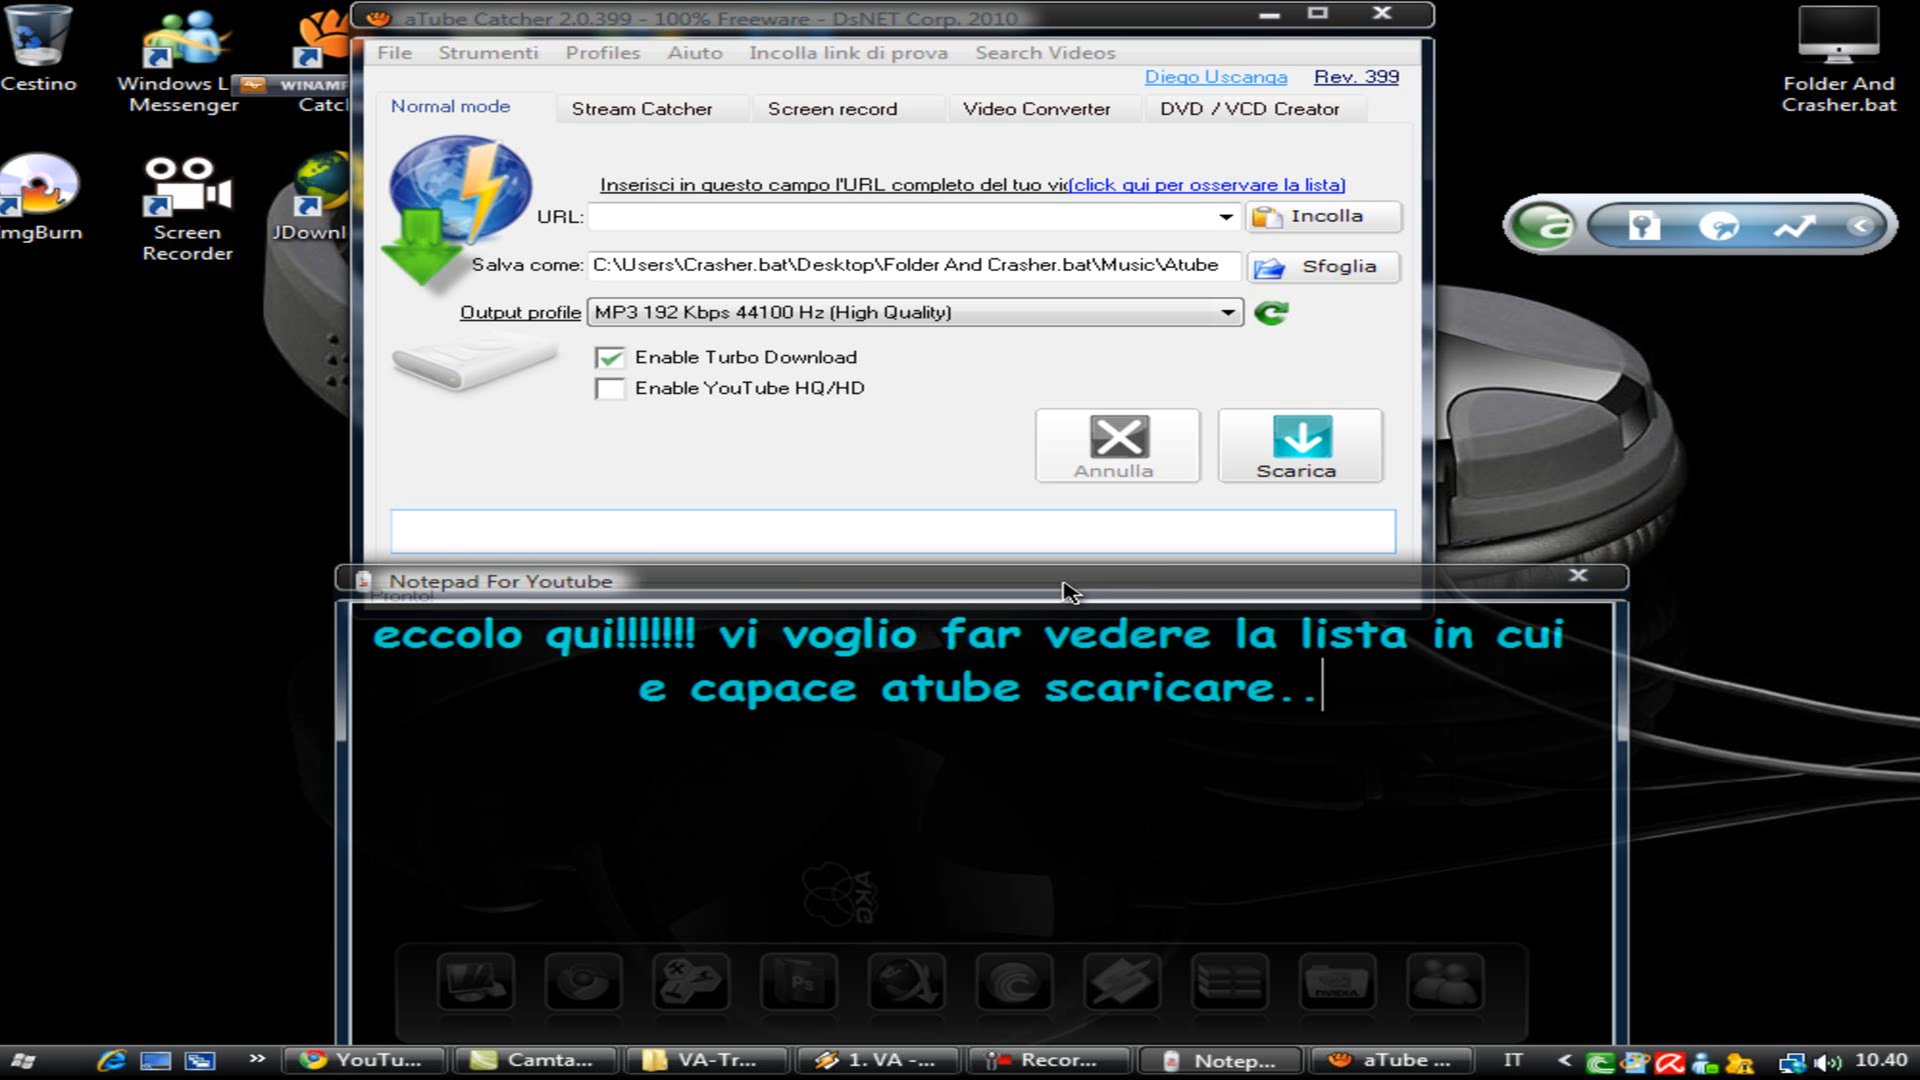 Cestino
Windows L
Messenger
WINAMP
Catc
mgBurn
Screen
Recorder
JDownl
aTube Catcher 2.0.399 - 100% Freeware - DsNET Corp. 2010
File Strumenti Profiles Aiuto Incolla link di prova Search Videos
Diego Uscanga Rev. 399
Normal mode Stream Catcher Screen record Video Converter DVD / VCD Creator
Inserisci in questo campo l'URL completo del tuo vi (click qui per osservare la lista)
URL: Incolla
Salva come: C:\Users\Crasher.bat\Desktop\Folder And Crasher.bat\Music\Atube Sfoglia
Output profile MP3 192 Kbps 44100 Hz (High Quality)
Enable Turbo Download
Enable YouTube HQ/HD
Annulla Scarica
Folder And
Crasher.bat
Notepad For Youtube
Pronto!
eccolo qui!!!!!!! vi voglio far vedere la lista in cui
e capace atube scaricare..
AKG
Ps
NVIDIA
YouTu... Camta... VA-Tr... 1. VA -... Recor... Notep... aTube ... IT 10.40